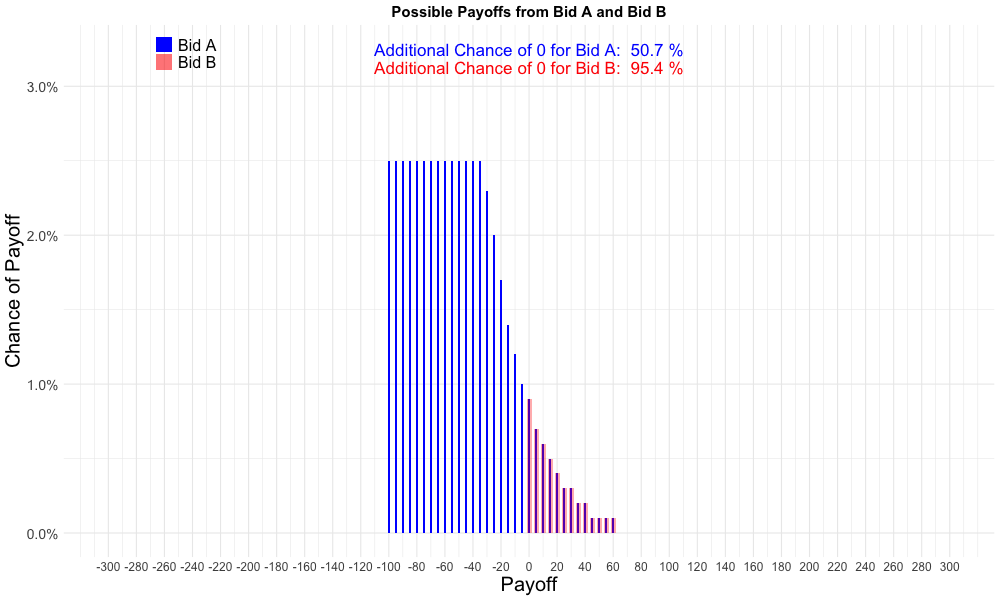 Possible Payoffs from Bid A and Bid B
Bid A
Bid B
Additional Chance of 0 for Bid A: 50.7 %
Additional Chance of 0 for Bid B: 95.4 %
Chance of Payoff
3.0%
2.0%
1.0%
0.0%
-300 -280 -260 -240 -220 -200 -180 -160 -140 -120 -100 -80 -60 -40 -20 0 20 40 60 80 100 120 140 160 180 200 220 240 260 280 300
Payoff